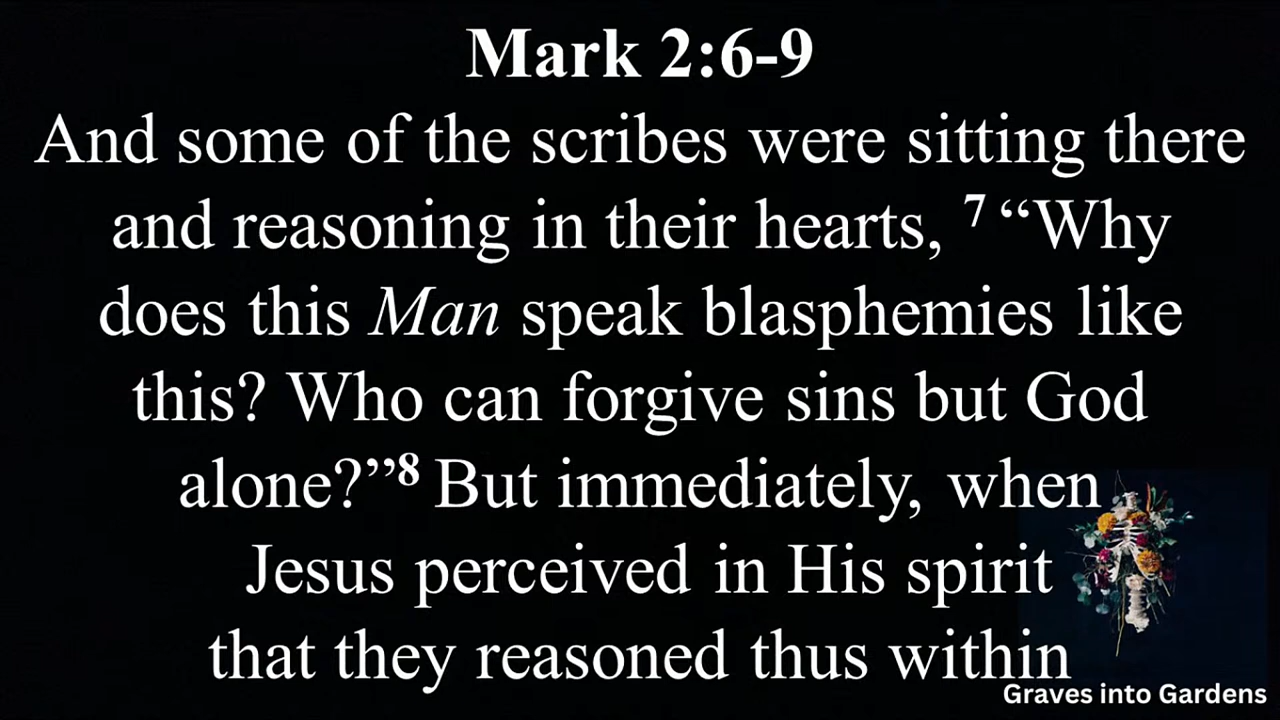 Mark 2:6-9
And some of the scribes were sitting there
and reasoning in their hearts, 7 “Why
does this Man speak blasphemies like
this? Who can forgive sins but God
alone?”8 But immediately, when
Jesus perceived in His spirit
that they reasoned thus within
Graves into Gardens